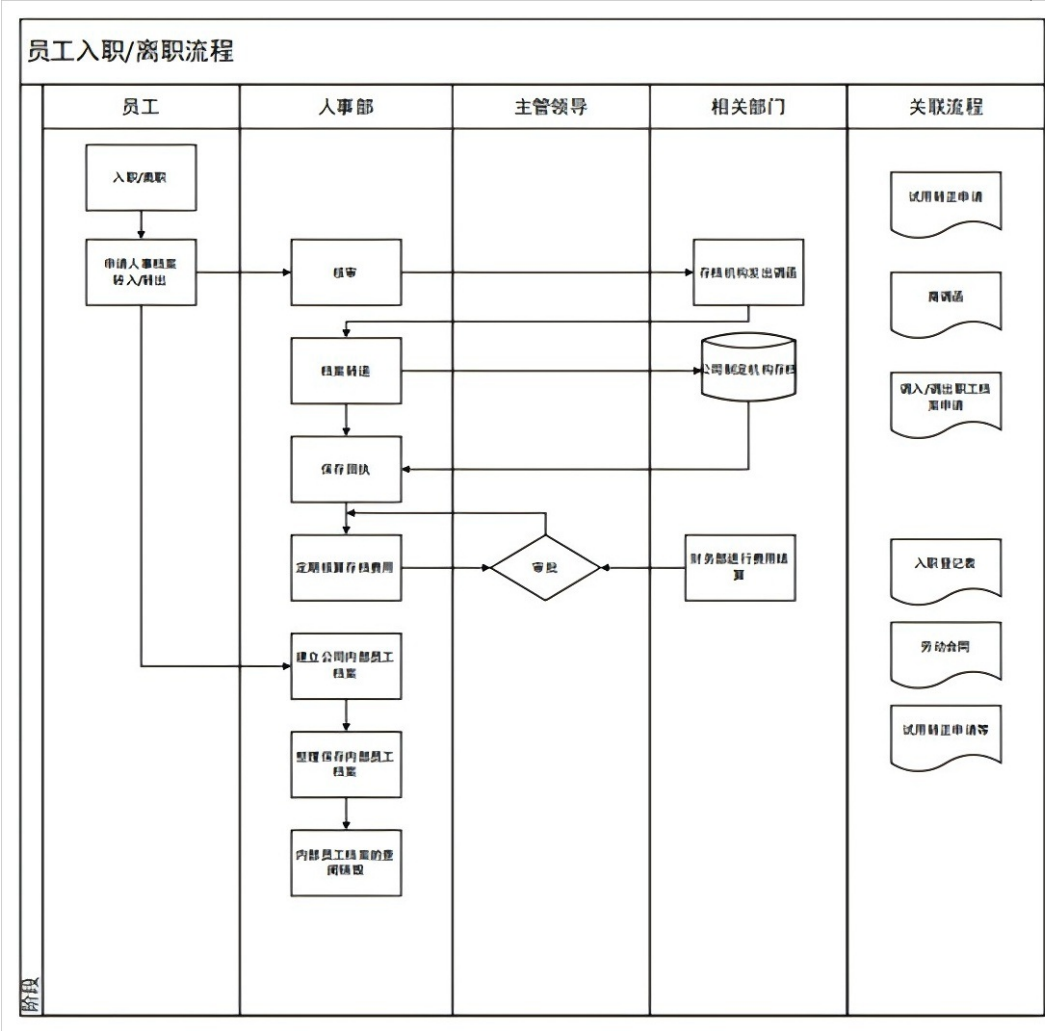 员工入职/离职流程
员工
人事部
主管领导
相关部门
关联流程
入职/离职
申请人事档案
转入/转出
核审
存档机构发出调函
档案转递
公司制定机构存档
保存回执
定期核算存档费用
审批
财务部进行费用结
算
建立公司内部员工
档案
整理保存内部员工
档案
内部员工档案的查
阅销毁
试用转正申请
商调函
调入/调出职工档
案申请
入职登记表
劳动合同
试用转正申请等
阶段